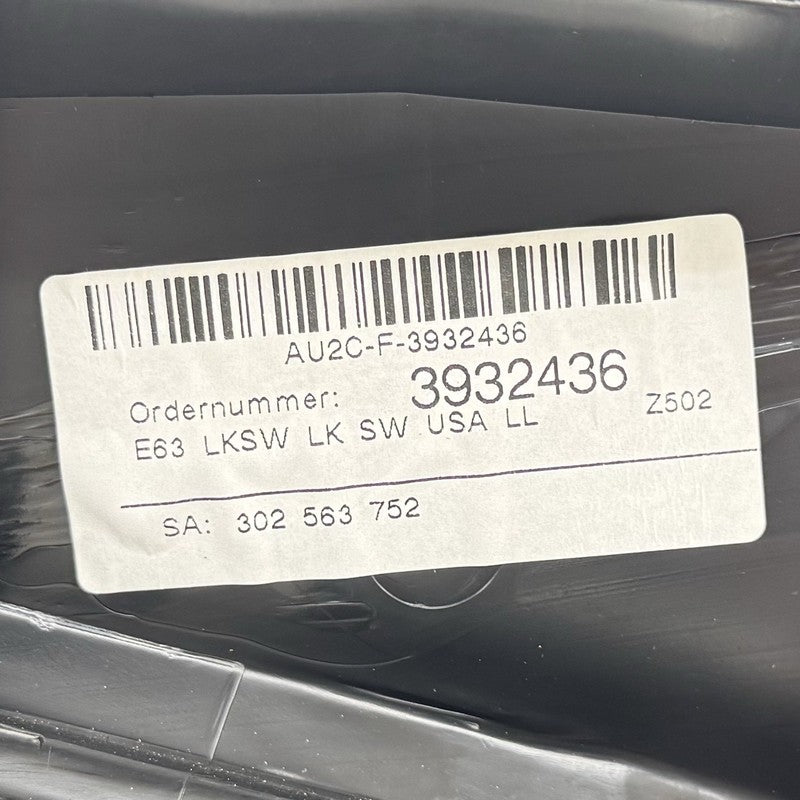 AU2C-F-3932436
Ordernummer: 3932436
E63 LKSW LK SW USA LL Z502
SA: 302 563 752